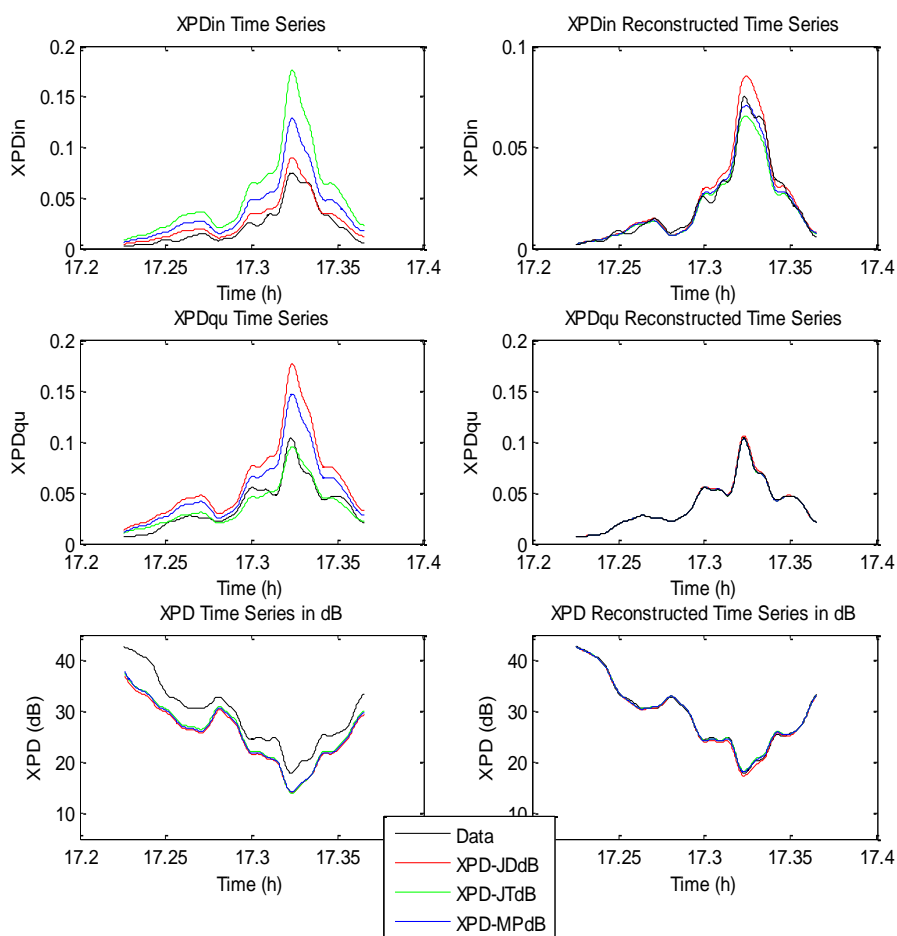 XPDin Time Series
0.2
0.15
0.1
0.05
0
XPDin
17.2 17.25 17.3 17.35 17.4
Time (h)
XPDin Reconstructed Time Series
0.1
0.05
0
XPDin
17.2 17.25 17.3 17.35 17.4
Time (h)
XPDqu Time Series
0.2
0.15
0.1
0.05
0
XPDqu
17.2 17.25 17.3 17.35 17.4
Time (h)
XPDqu Reconstructed Time Series
0.2
0.15
0.1
0.05
0
XPDqu
17.2 17.25 17.3 17.35 17.4
Time (h)
XPD Time Series in dB
40
30
20
10
XPD (dB)
17.2 17.25 17.3 17.35 17.4
Time (h)
XPD Reconstructed Time Series in dB
40
30
20
10
XPD (dB)
17.2 17.25 17.3 17.35 17.4
Time (h)
Data
XPD-JDdB
XPD-JTdB
XPD-MPdB